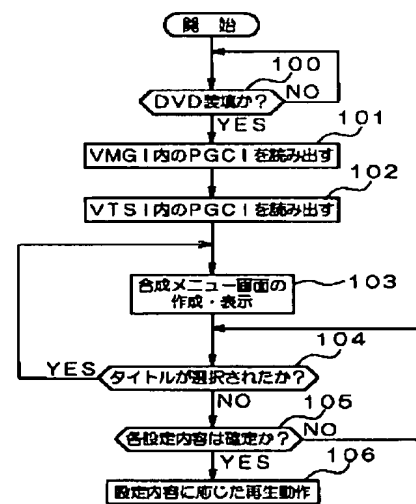 開 始
100
DVD装填か?
NO
YES
101
VMGI内のPGCIを読み出す
102
VTSI内のPGCIを読み出す
103
合成メニュー画面の
作成・表示
104
YES
タイトルが選択されたか?
NO
105
各設定内容は確定か?
NO
YES
106
設定内容に応じた再生動作